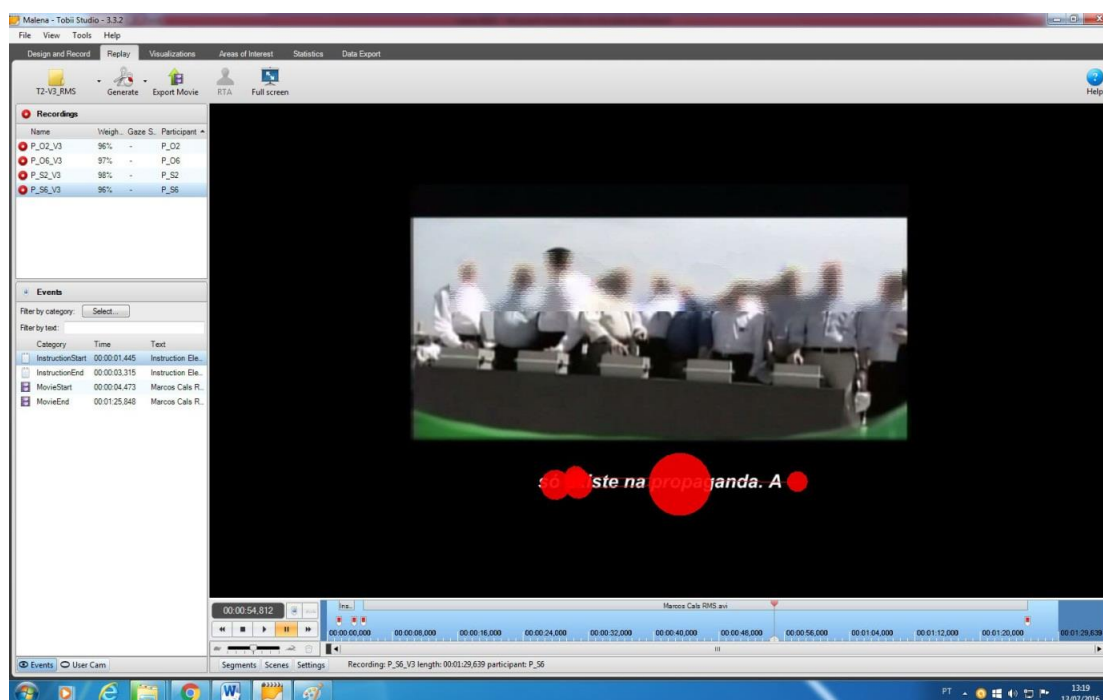 Malena - Tobii Studio - 3.3.2
File View Tools Help
Design and Record Replay Visualizations Areas of Interest Statistics Data Export
T2-V3_RMS Generate Export Movie RTA Full screen Help
Recordings
Name Weigh... Gaze S... Participant
P_O2_V3 96% - P_O2
P_O6_V3 97% - P_O6
P_S2_V3 98% - P_S2
P_S6_V3 96% - P_S6
Events
Filter by category: Select...
Filter by text:
Category Time Text
InstructionStart 00:00:01,445 Instruction Ele...
InstructionEnd 00:00:03,315 Instruction Ele...
MovieStart 00:00:04,473 Marcos Cals R...
MovieEnd 00:01:25,848 Marcos Cals R...
só iste na propaganda. A
00:00:54,812
Ins... Marcos Cals RMS avi
00:00:00,000 00:00:08,000 00:00:16,000 00:00:24,000 00:00:32,000 00:00:40,000 00:00:48,000 00:00:56,000 00:01:04,000 00:01:12,000 00:01:20,000 00:01:29,639
Events User Cam Segments Scenes Settings Recording: P_S6_V3 length: 00:01:29,639 participant: P_S6
PT 13:19
13/07/2016